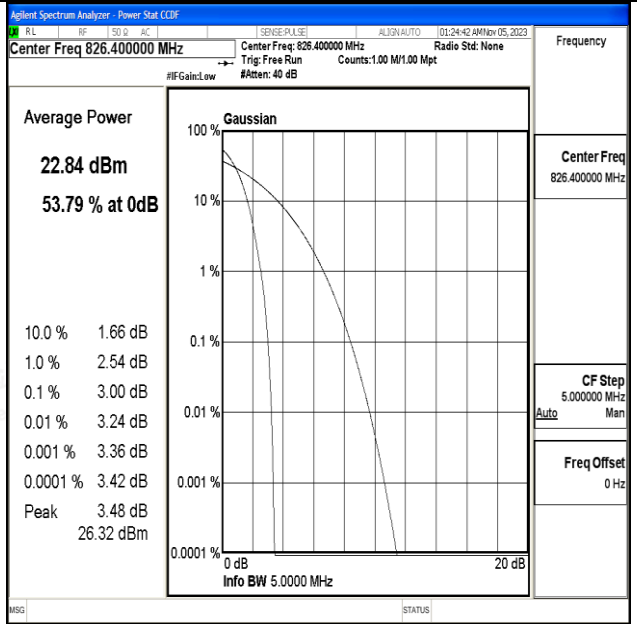 Agilent Spectrum Analyzer - Power Stat CCDF
RL RF 50 Ω AC SENSE:PULSE ALIGN AUTO 01:24:42 AM Nov 05, 2023
Center Freq 826.400000 MHz
Center Freq: 826.400000 MHz Radio Std: None
Trig: Free Run Counts:1.00 M/1.00 Mpt
#IFGain:Low #Atten: 40 dB
Frequency
Center Freq
826.400000 MHz
CF Step
5.000000 MHz
Auto Man
Freq Offset
0 Hz
Average Power
22.84 dBm
53.79 % at 0dB
10.0 % 1.66 dB
1.0 % 2.54 dB
0.1 % 3.00 dB
0.01 % 3.24 dB
0.001 % 3.36 dB
0.0001 % 3.42 dB
Peak 3.48 dB
26.32 dBm
Gaussian
100 %
10 %
1 %
0.1 %
0.01 %
0.001 %
0.0001 %
0 dB 20 dB
Info BW 5.0000 MHz
MSG STATUS